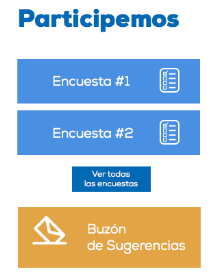 Participemos
Encuesta #1
Encuesta #2
Ver todas
las encuestas
Buzón
de Sugerencias